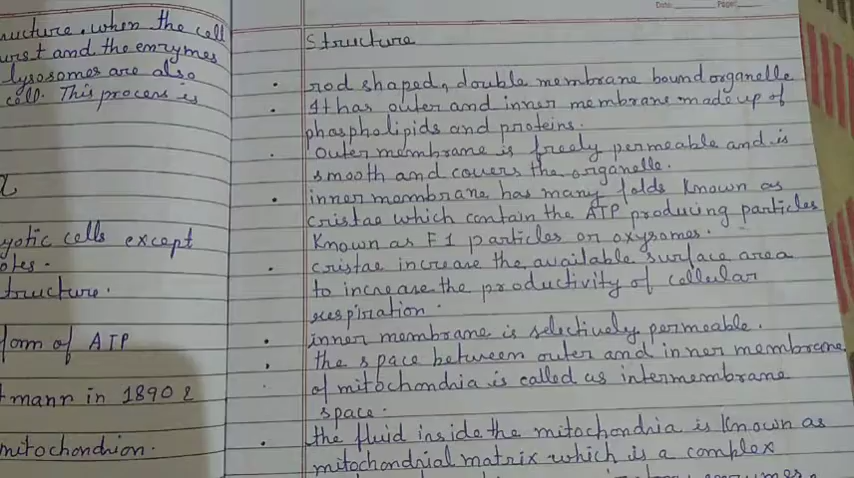 ructure. when the cell
urst and the enzymes
lysosomes are also
cell. This process is
yotic cells except
otes.
tructure.
form of ATP
tmann in 1890 &
mitochondrion.
Date: Page:
Structure
• rod shaped, double membrane bound organelle
• It has outer and inner membrane made up of
phospholipids and proteins.
• outer membrane is freely permeable and is
smooth and covers the organelle.
• inner membrane has many folds known as
cristae which contain the ATP producing particles
known as F1 particles or oxysomes.
• cristae increase the available surface area
to increase the productivity of cellular
respiration.
• inner membrane is selectively permeable.
• the space between outer and inner membrane
of mitochondria is called as intermembrane
space.
• the fluid inside the mitochondria is known as
mitochondrial matrix which is a complex